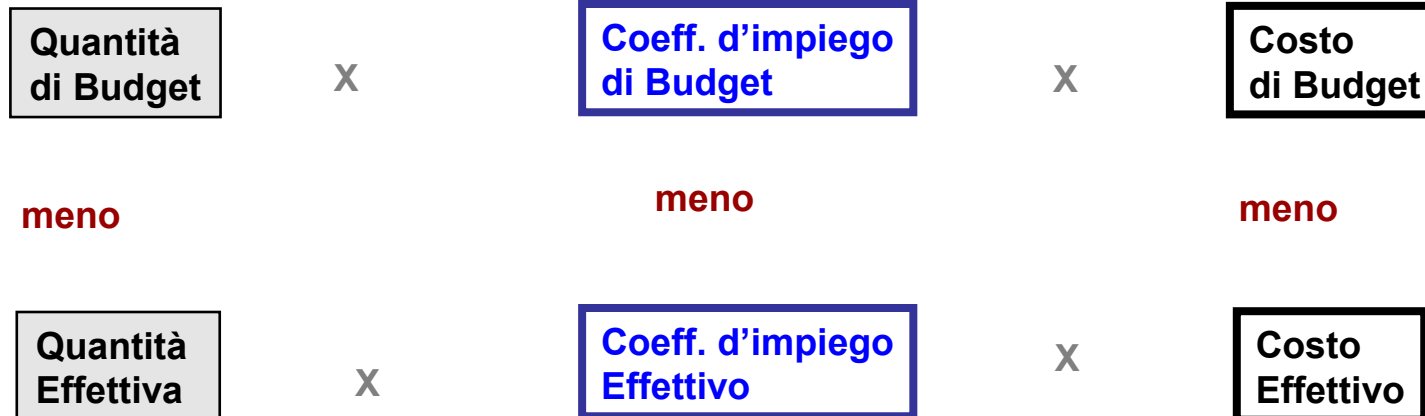 Quantità
di Budget
X
Coeff. d’impiego
di Budget
X
Costo
di Budget
meno
meno
meno
Quantità
Effettiva
X
Coeff. d’impiego
Effettivo
X
Costo
Effettivo